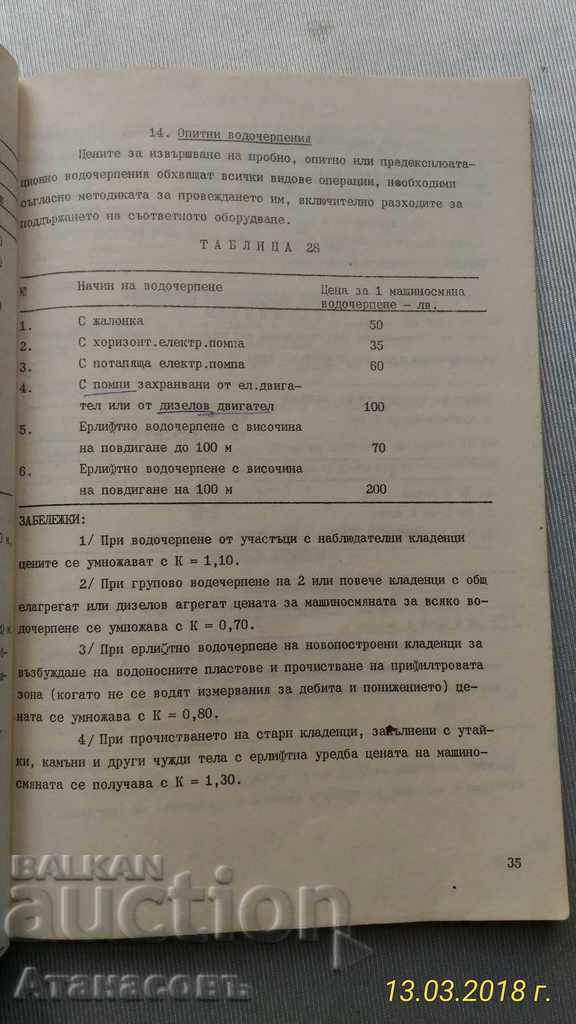 14. Опитни водочерпения
Цените за извършване на пробно, опитно или предексплоата-
ционно водочерпения обхващат всички видове операции, необходими
съгласно методиката за провеждането им, включително разходите за
поддържането на съответното оборудване.
ТАБЛИЦА 28
№ Начин на водочерпене Цена за 1 машиносмяна
водочерпене - лв.
1. С жалонка 50
2. С хоризонт.електр.помпа 35
3. С потапяща електр.помпа 60
4. С помпи захранвани от ел.двига-
тел или от дизелов двигател 100
5. Ерлифтно водочерпене с височина
на повдигане до 100 м 70
6. Ерлифтно водочерпене с височина
на повдигане на 100 м 200
ЗАБЕЛЕЖКИ:
1/ При водочерпене от участъци с наблюдателни кладенци
цените се умножават с К = 1,10.
2/ При групово водечерпене на 2 или повече кладенци с общ
елагрегат или дизелов агрегат цената за машиносмяната за всяко во-
дочерпене се умножава с К = 0,70.
3/ При ерлифтно водочерпене на новопостроени кладенци за
възбуждане на водоносните пластове и прочистване на прифилтровата
зона (когато не се водят измервания за дебита и понижението) це-
ната се умножава с К = 0,80.
4/ При прочистването на стари кладенци, запълнени с утай-
ки, камъни и други чужди тела с ерлифтна уредба цената на машино-
смяната се получава с К = 1,30.
35
BALKAN
auction
Атанасовъ
13.03.2018 г.